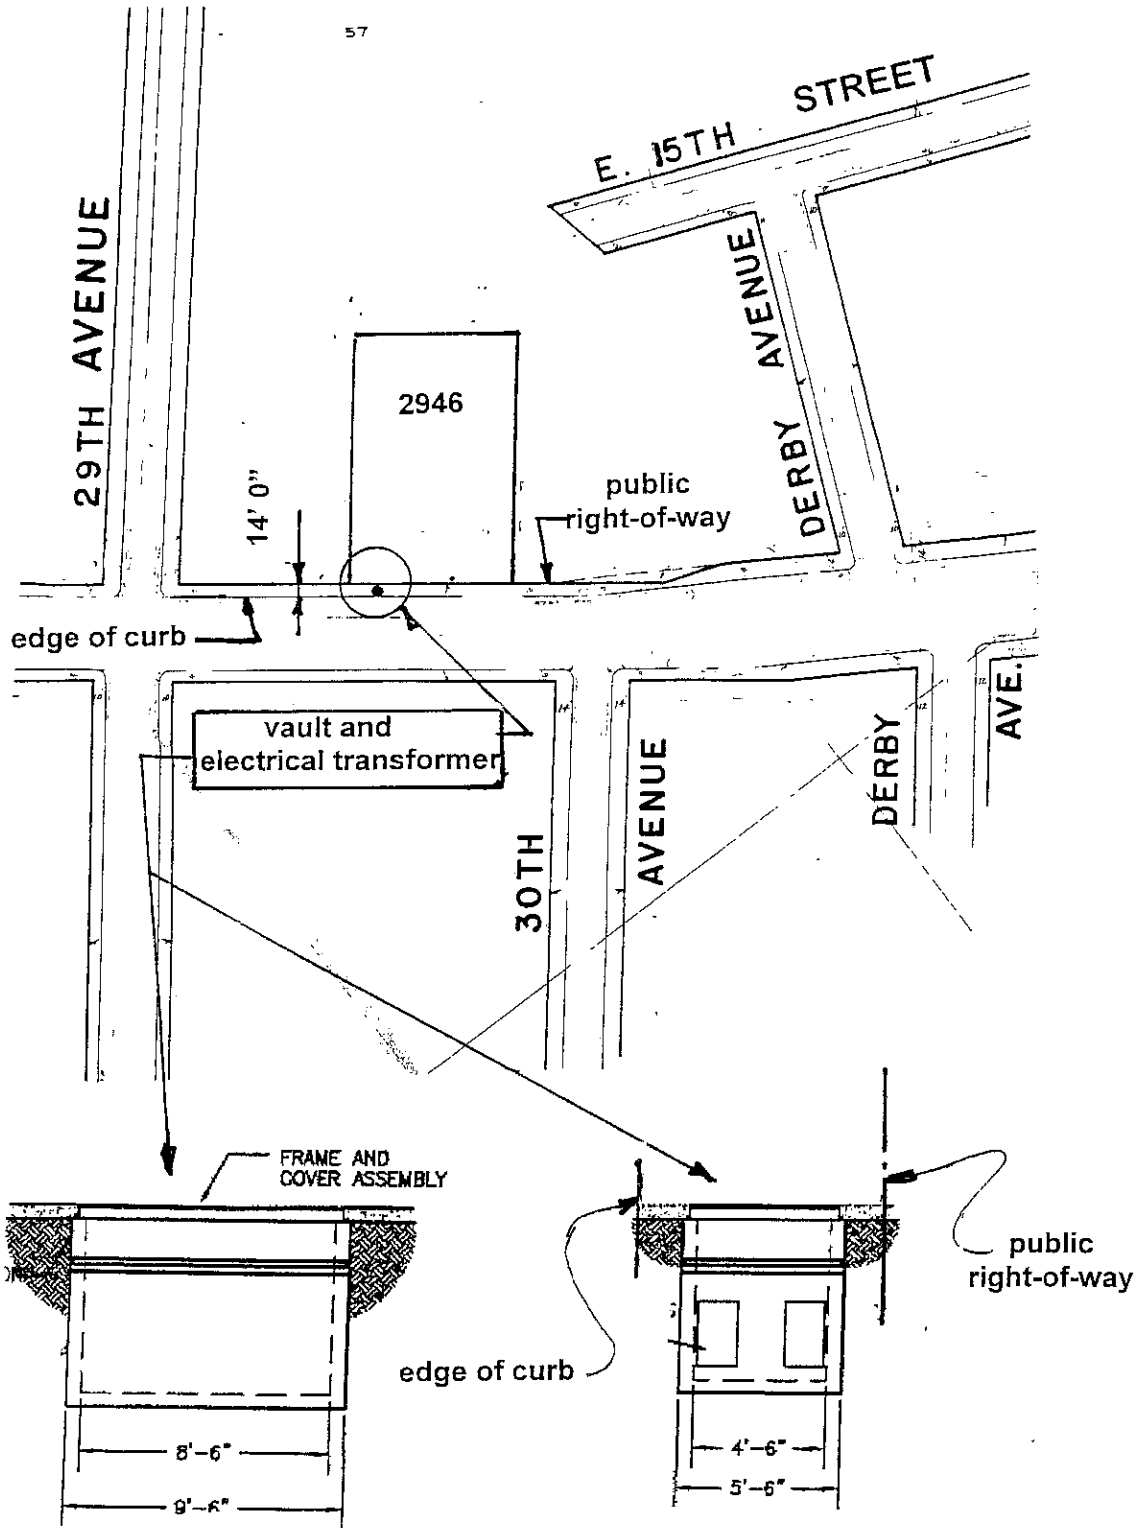 57
E. 15TH STREET
29TH AVENUE
DERBY AVENUE
2946
14' 0"
public
right-of-way
edge of curb
vault and
electrical transformer
30TH AVENUE
DERBY AVE.
FRAME AND
COVER ASSEMBLY
public
right-of-way
edge of curb
8'-6"
9'-6"
4'-6"
5'-6"